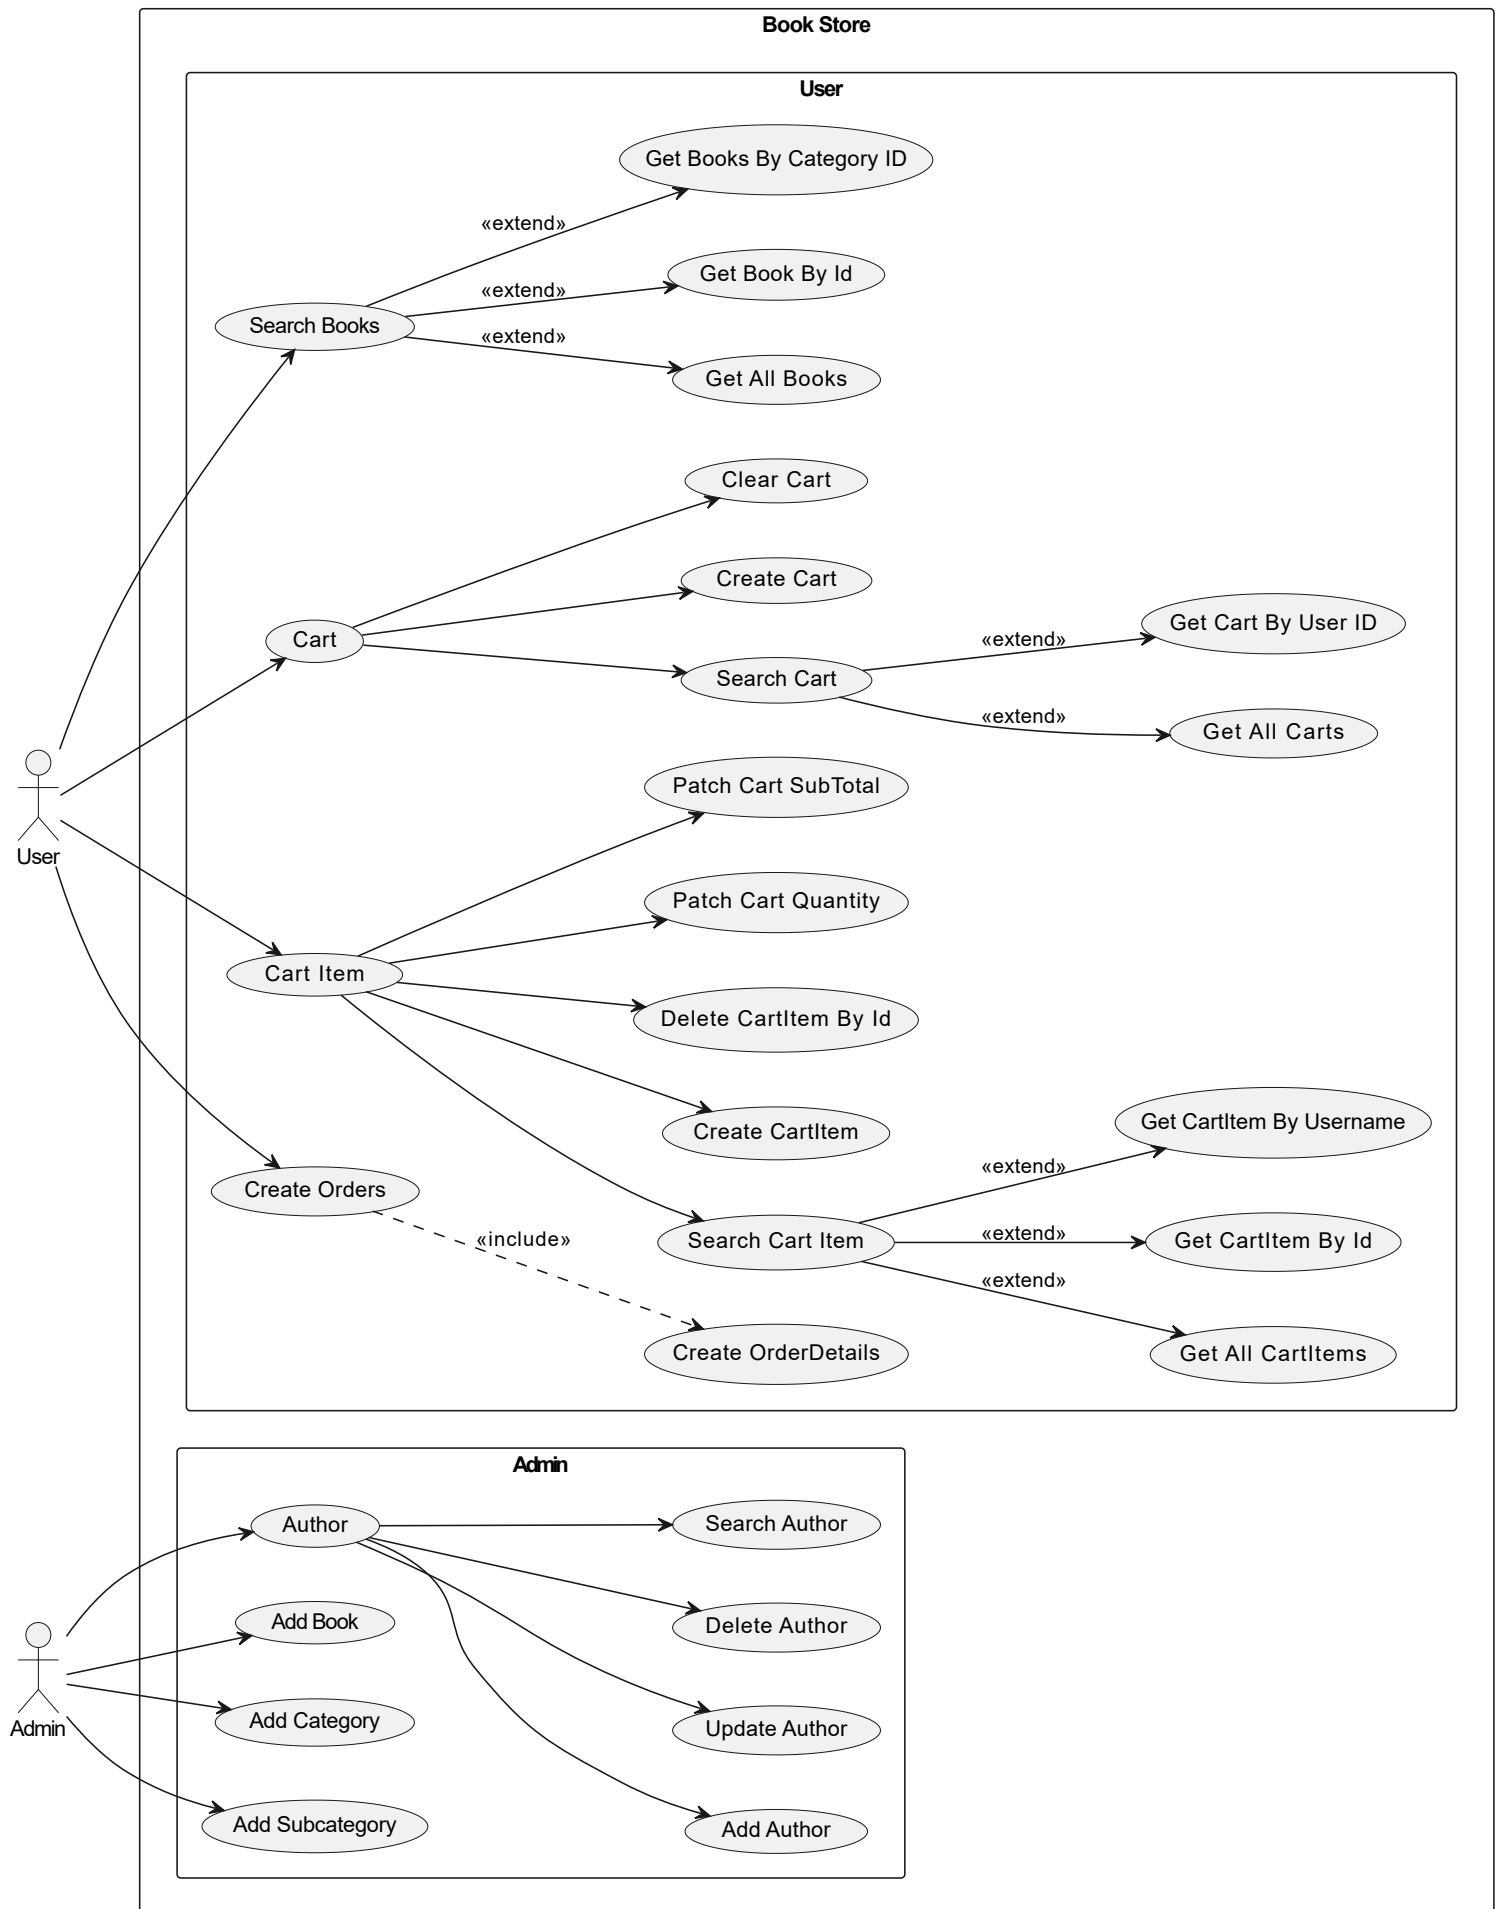 Book Store
User
Get Books By Category ID
«extend»
Get Book By Id
«extend»
Search Books
«extend»
Get All Books
Clear Cart
Create Cart
Get Cart By User ID
Cart
«extend»
Search Cart
«extend»
Get All Carts
Patch Cart SubTotal
User
Patch Cart Quantity
Cart Item
Delete CartItem By Id
Get CartItem By Username
Create CartItem
«extend»
Create Orders
«include»
«extend»
Search Cart Item
Get CartItem By Id
«extend»
Create OrderDetails
Get All CartItems
Admin
Author
Search Author
Add Book
Delete Author
Add Category
Update Author
Admin
Add Subcategory
Add Author